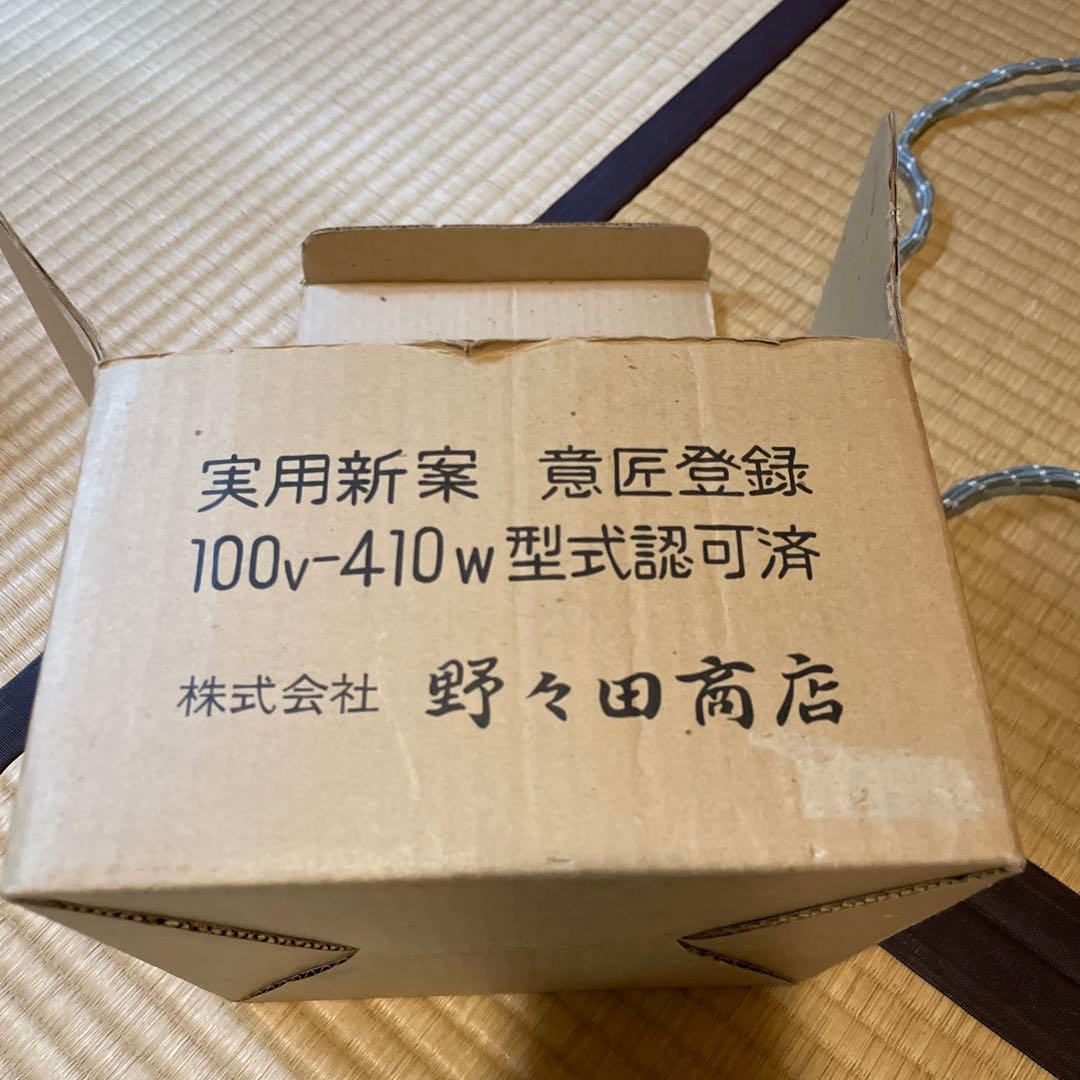 実用新案 意匠登録
100v-410w型式認可済
株式会社 野々田商店